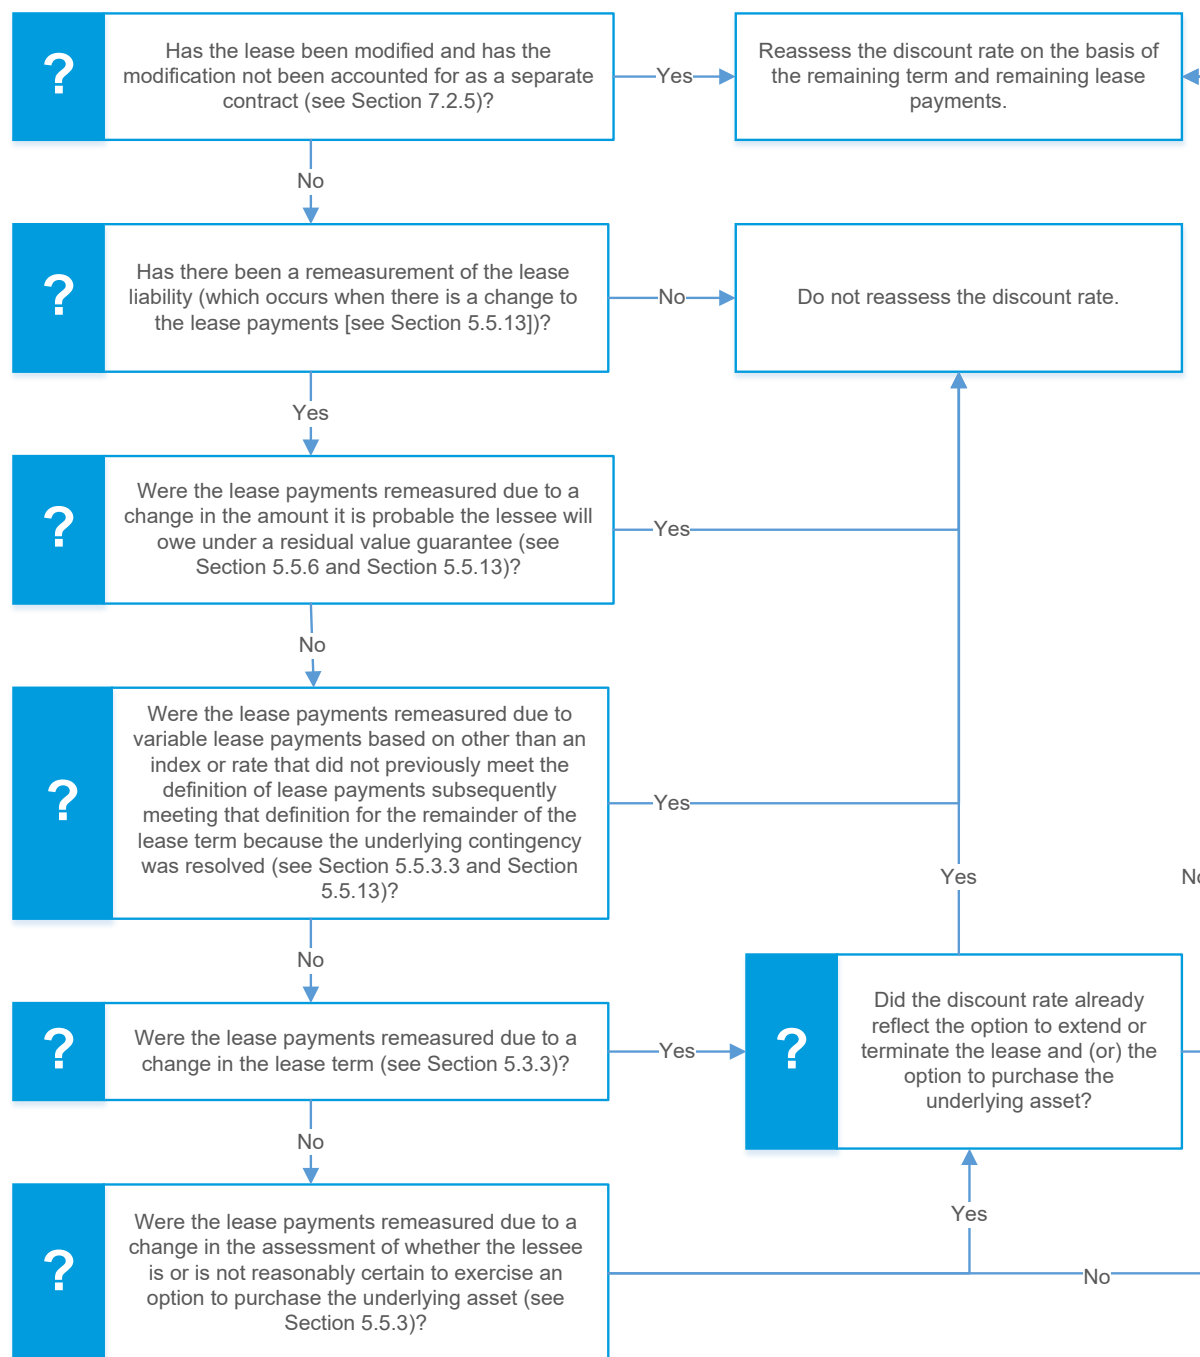 ?
Has the lease been modified and has the
modification not been accounted for as a separate
contract (see Section 7.2.5)?
Yes
Reassess the discount rate on the basis of
the remaining term and remaining lease
payments.
No
?
Has there been a remeasurement of the lease
liability (which occurs when there is a change to
the lease payments [see Section 5.5.13])?
No
Do not reassess the discount rate.
Yes
?
Were the lease payments remeasured due to a
change in the amount it is probable the lessee will
owe under a residual value guarantee (see
Section 5.5.6 and Section 5.5.13)?
Yes
No
?
Were the lease payments remeasured due to
variable lease payments based on other than an
index or rate that did not previously meet the
definition of lease payments subsequently
meeting that definition for the remainder of the
lease term because the underlying contingency
was resolved (see Section 5.5.3.3 and Section
5.5.13)?
Yes
Yes
No
No
?
Were the lease payments remeasured due to a
change in the lease term (see Section 5.3.3)?
Yes
?
Did the discount rate already
reflect the option to extend or
terminate the lease and (or) the
option to purchase the
underlying asset?
No
Yes
?
Were the lease payments remeasured due to a
change in the assessment of whether the lessee
is or is not reasonably certain to exercise an
option to purchase the underlying asset (see
Section 5.5.3)?
No